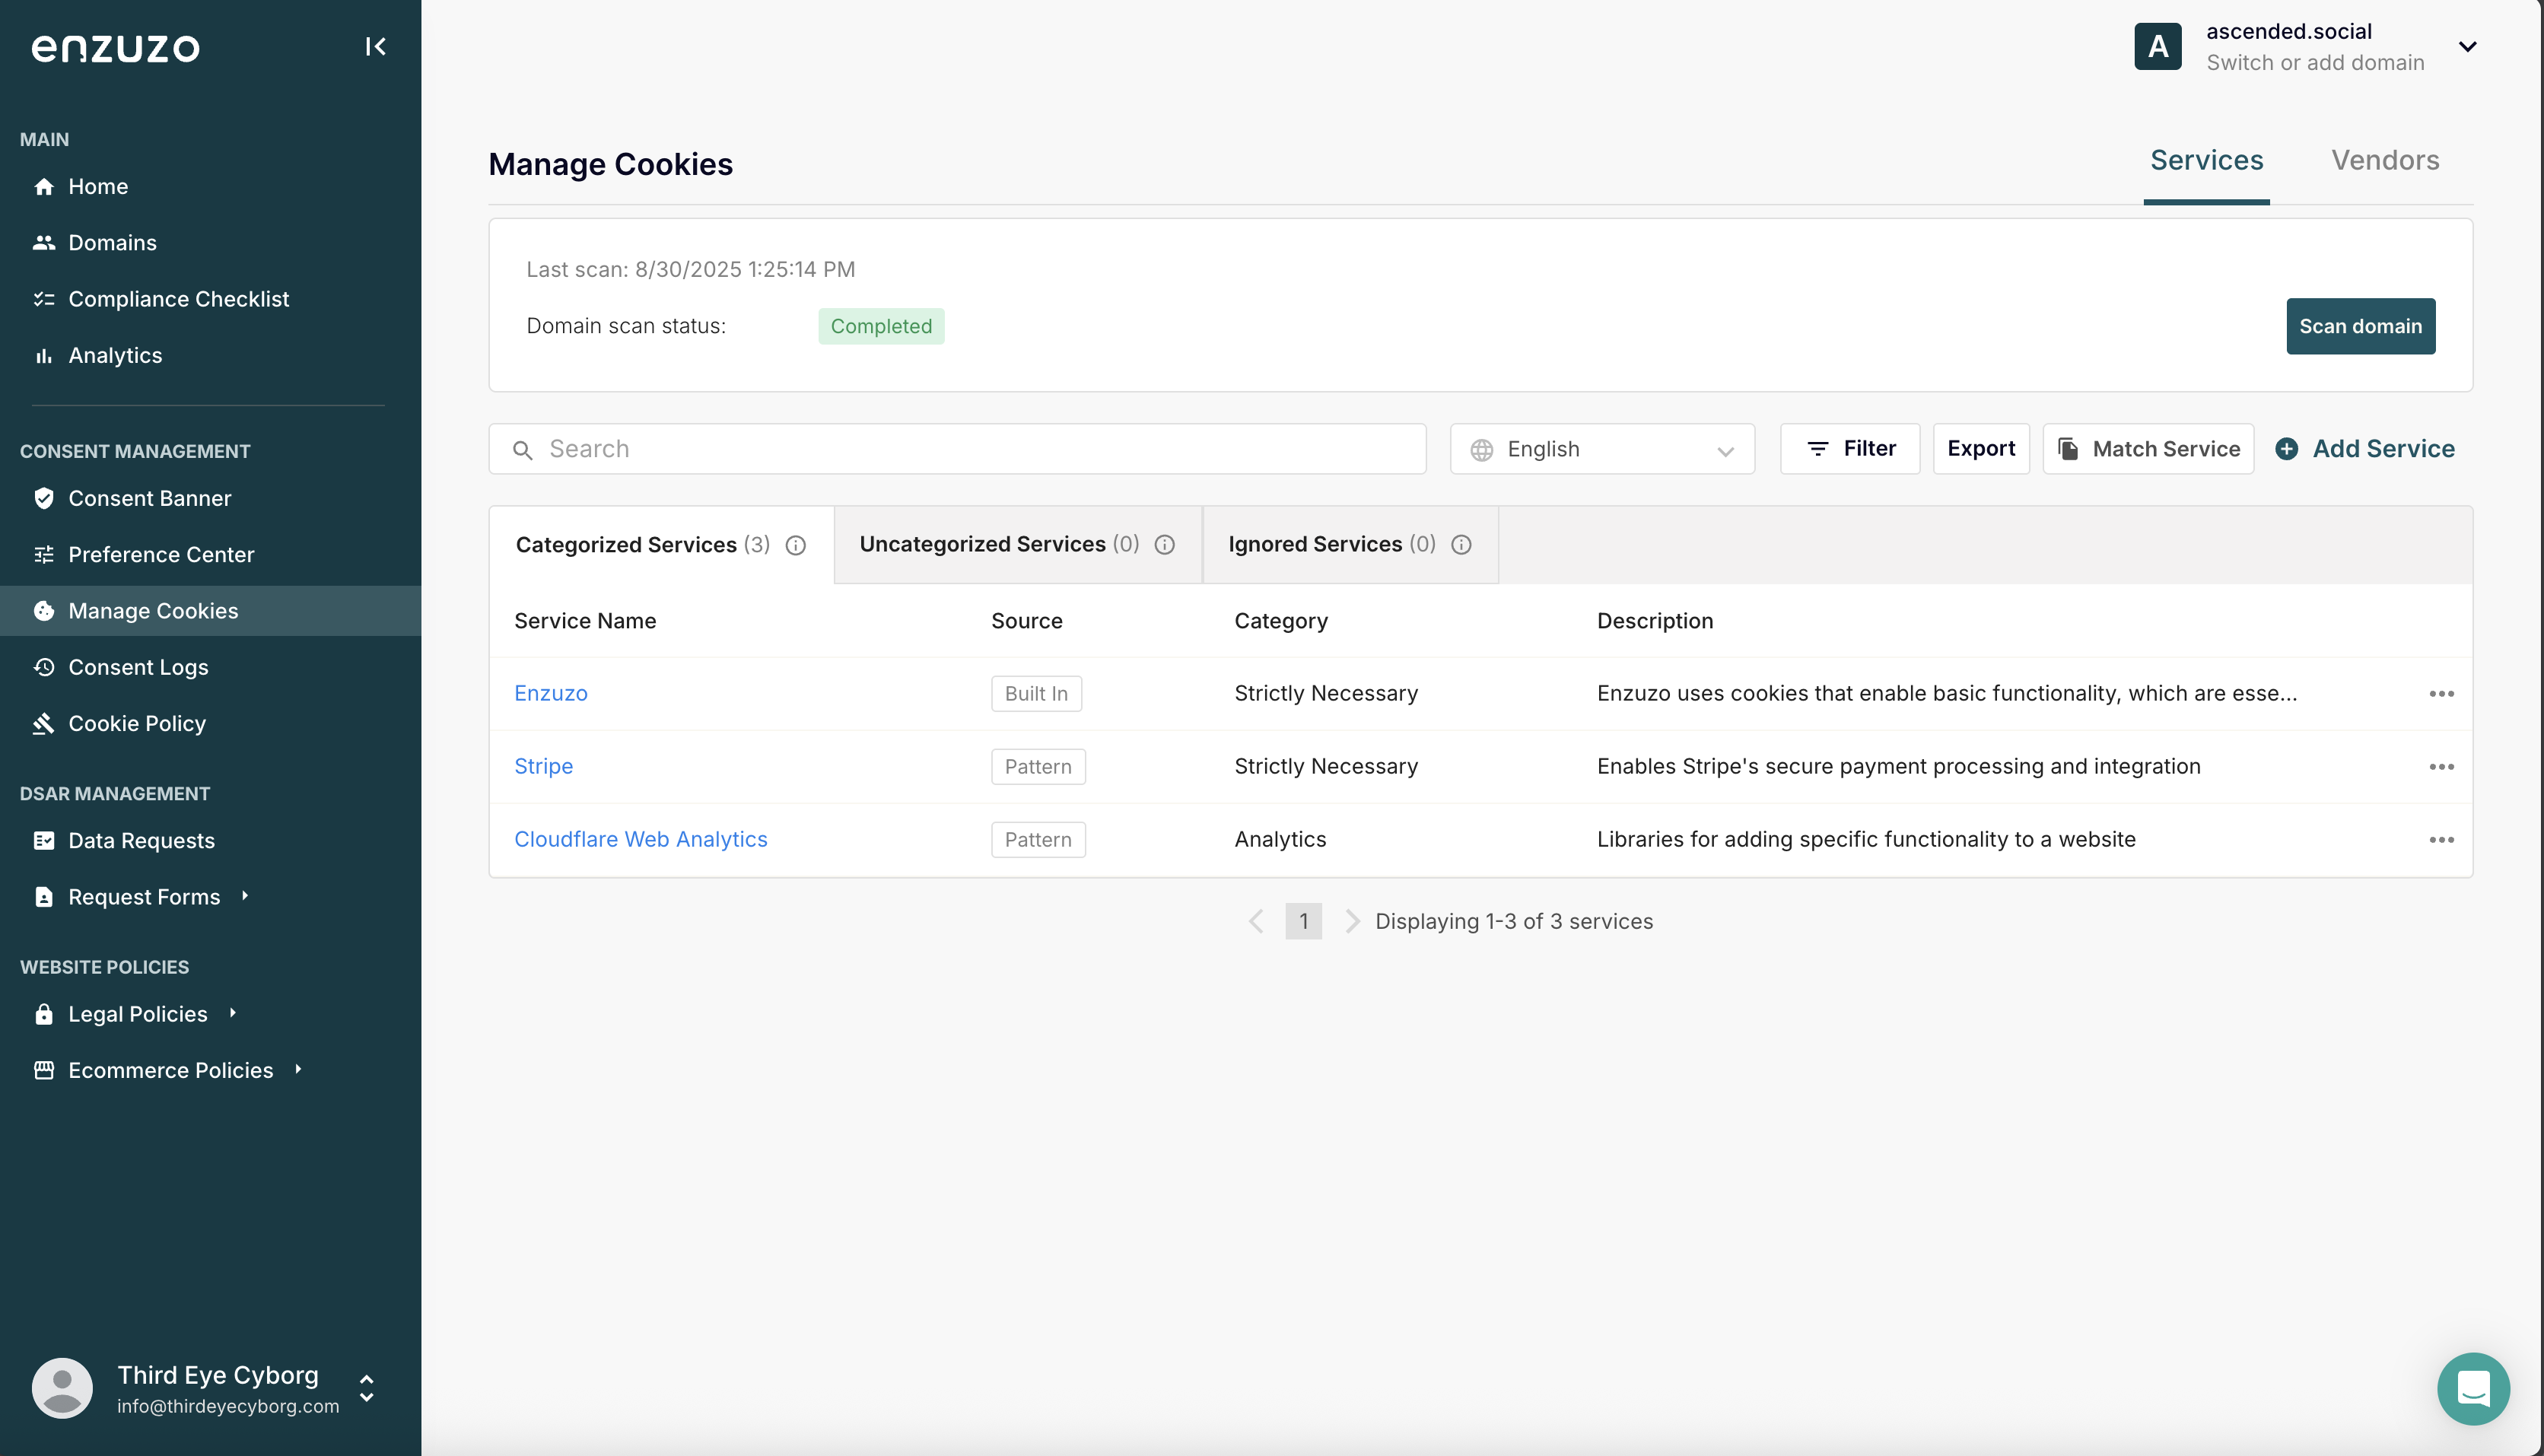 enzuzo
MAIN
Home
Domains
Compliance Checklist
Analytics
CONSENT MANAGEMENT
Consent Banner
Preference Center
Manage Cookies
Consent Logs
Cookie Policy
DSAR MANAGEMENT
Data Requests
Request Forms
WEBSITE POLICIES
Legal Policies
Ecommerce Policies
Third Eye Cyborg
info@thirdeyecyborg.com
A
ascended.social
Switch or add domain
Manage Cookies
Services
Vendors
Last scan: 8/30/2025 1:25:14 PM
Domain scan status: Completed
Scan domain
Search
English
Filter
Export
Match Service
Add Service
Categorized Services (3)
Uncategorized Services (0)
Ignored Services (0)
Service Name Source Category Description
Enzuzo Built In Strictly Necessary Enzuzo uses cookies that enable basic functionality, which are esse...
Stripe Pattern Strictly Necessary Enables Stripe's secure payment processing and integration
Cloudflare Web Analytics Pattern Analytics Libraries for adding specific functionality to a website
1 Displaying 1-3 of 3 services